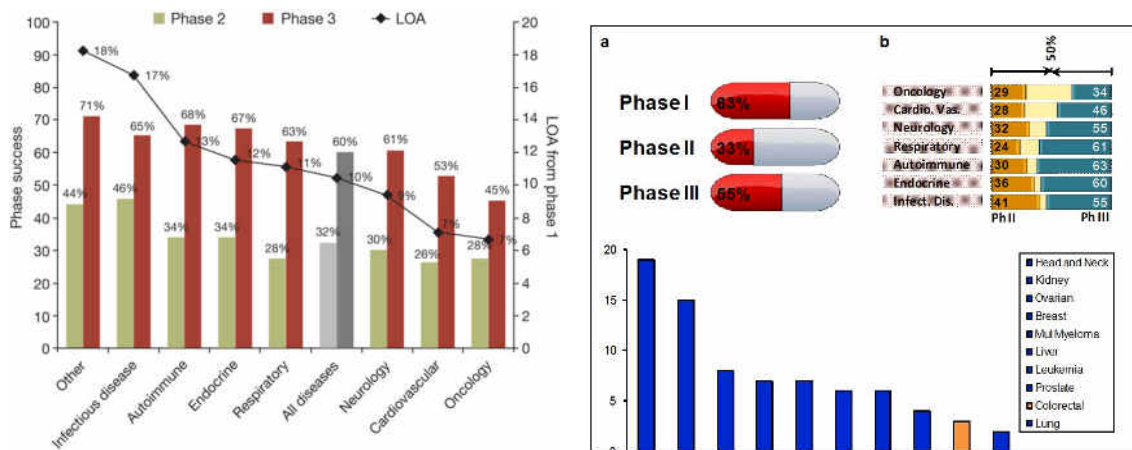 Phase 2
Phase 3
LOA
100
90
80
70
60
50
40
30
20
10
0
Phase success
20
18
16
14
12
10
8
6
4
2
0
LOA from phase 1
18%
17%
13%
12%
11%
10%
9%
7%
7%
44%
71%
46%
65%
34%
68%
34%
67%
28%
63%
32%
60%
30%
61%
26%
53%
28%
45%
Other
Infectious disease
Autoimmune
Endocrine
Respiratory
All diseases
Neurology
Cardiovascular
Oncology
a
Phase I
63%
Phase II
33%
Phase III
55%
b
50%
Oncology 29 34
Cardio. Vas. 28 46
Neurology 32 55
Respiratory 24 61
Autoimmune 30 63
Endocrine 36 60
Infect. Dis. 41 55
Ph II Ph III
20
15
10
5
Head and Neck
Kidney
Ovarian
Breast
Mul Myeloma
Liver
Leukemia
Prostate
Colorectal
Lung